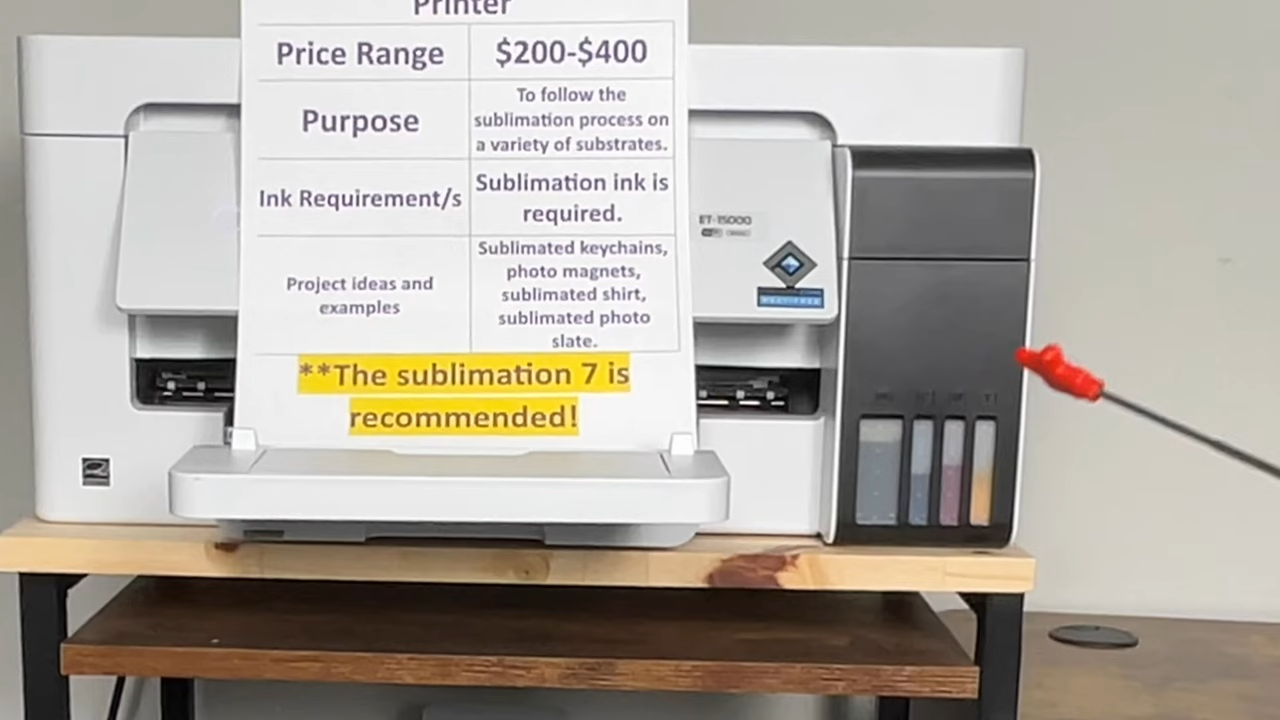 Printer
Price Range
$200-$400
Purpose
To follow the
sublimation process on
a variety of substrates.
Ink Requirement/s
Sublimation ink is
required.
Project ideas and
examples
Sublimated keychains,
photo magnets,
sublimated shirt,
sublimated photo
slate.
**The sublimation 7 is
recommended!
ET-15000
HEAT-FREE